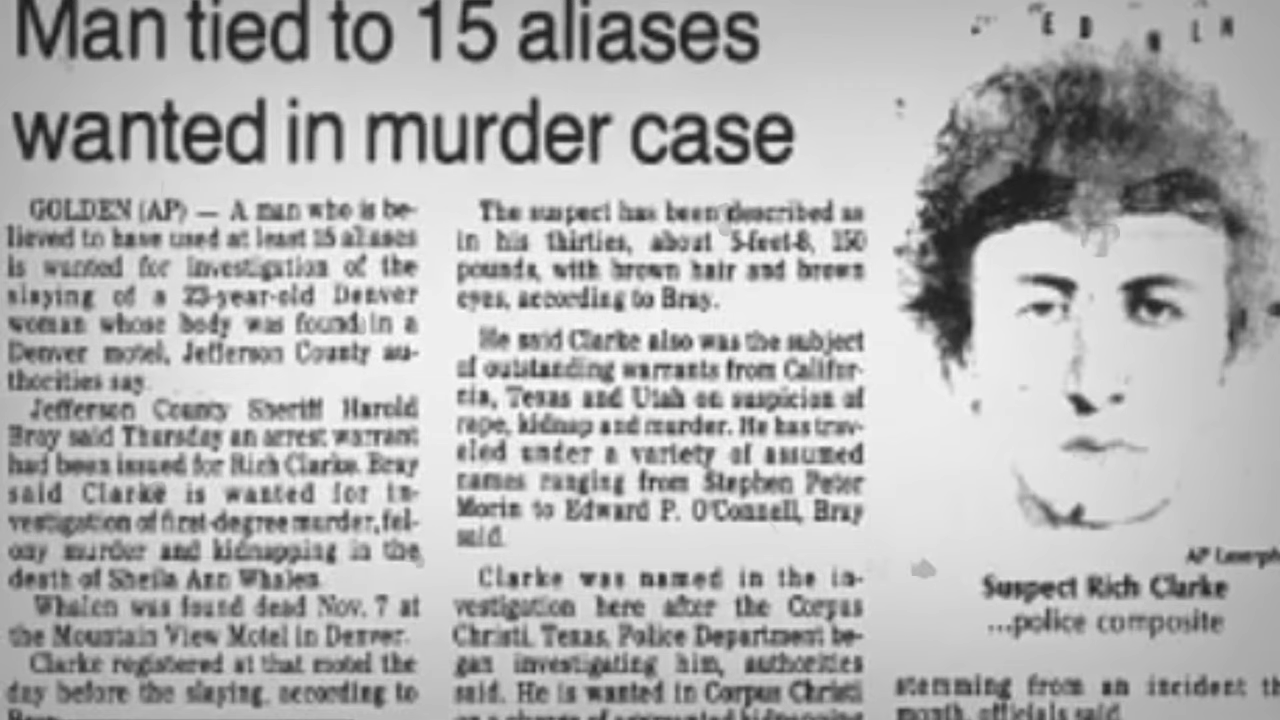 Man tied to 15 aliases
wanted in murder case
GOLDEN (AP) — A man who is be-
lieved to have used at least 15 aliases
is wanted for investigation of the
slaying of a 23-year-old Denver
woman whose body was found in a
Denver motel, Jefferson County au-
thorities say.
Jefferson County Sheriff Harold
Bray said Thursday an arrest warrant
had been issued for Rich Clarke. Bray
said Clarke is wanted for in-
vestigation of first-degree murder, fel-
ony murder and kidnapping in the
death of Sheila Ann Whalen.
Whalen was found dead Nov. 7 at
the Mountain View Motel in Denver.
Clarke registered at that motel the
day before the slaying, according to
The suspect has been described as
in his thirties, about 5-feet-8, 150
pounds, with brown hair and brown
eyes, according to Bray.
He said Clarke also was the subject
of outstanding warrants from Califor-
nia, Texas and Utah on suspicion of
rape, kidnap and murder. He has trav-
eled under a variety of assumed
names ranging from Stephen Peter
Morin to Edward P. O'Connell, Bray
said.
Clarke was named in the in-
vestigation here after the Corpus
Christi, Texas, Police Department be-
gan investigating him, authorities
said. He is wanted in Corpus Christi
on a charge of aggravated kidnapping
AP Laserph
Suspect Rich Clarke
...police composite
stemming from an incident th
month, officials said.